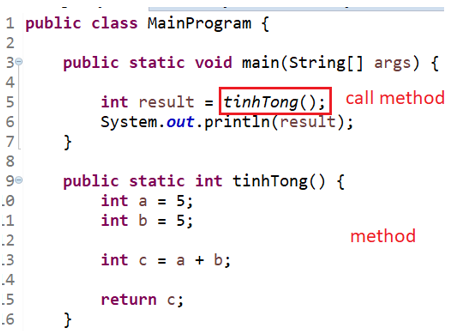 1 public class MainProgram {
2
3 public static void main(String[] args) {
4
5 int result = tinhTong(); call method
6 System.out.println(result);
7 }
8
9 public static int tinhTong() {
.0 int a = 5;
.1 int b = 5;
.2 method
.3 int c = a + b;
.4
.5 return c;
.6 }